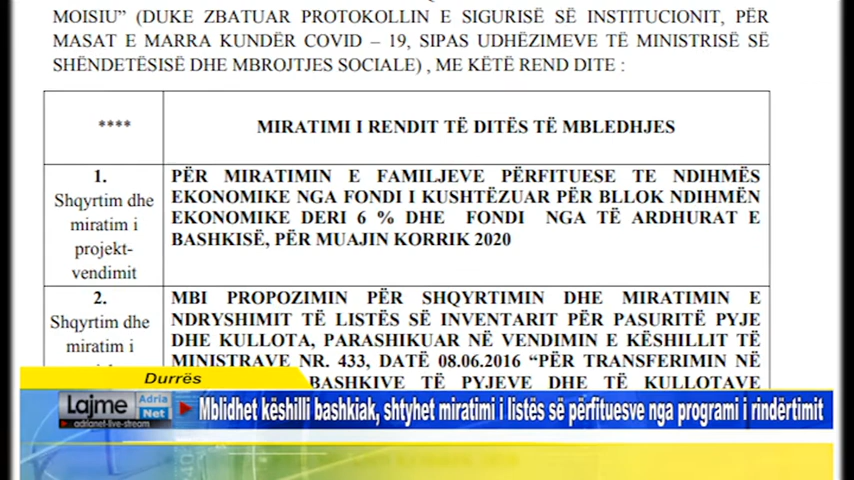 MOISIU” (DUKE ZBATUAR PROTOKOLLIN E SIGURISË SË INSTITUCIONIT, PËR
MASAT E MARRA KUNDËR COVID – 19, SIPAS UDHËZIMEVE TË MINISTRISË SË
SHËNDETËSISË DHE MBROJTJES SOCIALE) , ME KËTË REND DITE :
****
MIRATIMI I RENDIT TË DITËS TË MBLEDHJES
1.
Shqyrtim dhe
miratim i
projekt-
vendimit
PËR MIRATIMIN E FAMILJEVE PËRFITUESE TE NDIHMËS
EKONOMIKE NGA FONDI I KUSHTËZUAR PËR BLLOK NDIHMËN
EKONOMIKE DERI 6 % DHE FONDI NGA TË ARDHURAT E
BASHKISË, PËR MUAJIN KORRIK 2020
2.
Shqyrtim dhe
miratim i
MBI PROPOZIMIN PËR SHQYRTIMIN DHE MIRATIMIN E
NDRYSHIMIT TË LISTËS SË INVENTARIT PËR PASURITË PYJE
DHE KULLOTA, PARASHIKUAR NË VENDIMIN E KËSHILLIT TË
MINISTRAVE NR. 433, DATË 08.06.2016 “PËR TRANSFERIMIN NË
BASHKIVE TË PYJEVE DHE TË KULLOTAVE
Durrës
Lajme Adria Net
adrianet-live-stream
Mblidhet këshilli bashkiak, shtyhet miratimi i listës së përfituesve nga programi i rindërtimit